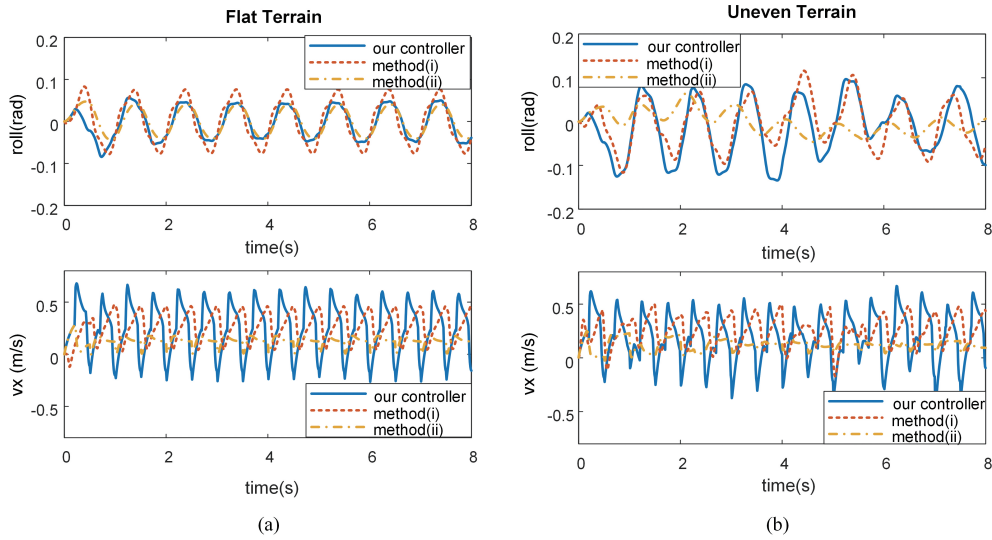 Flat Terrain
0.2
0.1
0
-0.1
-0.2
roll(rad)
our controller
method(i)
method(ii)
0 2 4 6 8
time(s)
0.5
0
-0.5
vx (m/s)
our controller
method(i)
method(ii)
0 2 4 6 8
time(s)
(a)
Uneven Terrain
0.2
0.1
0
-0.1
-0.2
roll(rad)
our controller
method(i)
method(ii)
0 2 4 6 8
time(s)
0.5
0
-0.5
vx (m/s)
our controller
method(i)
method(ii)
0 2 4 6 8
time(s)
(b)